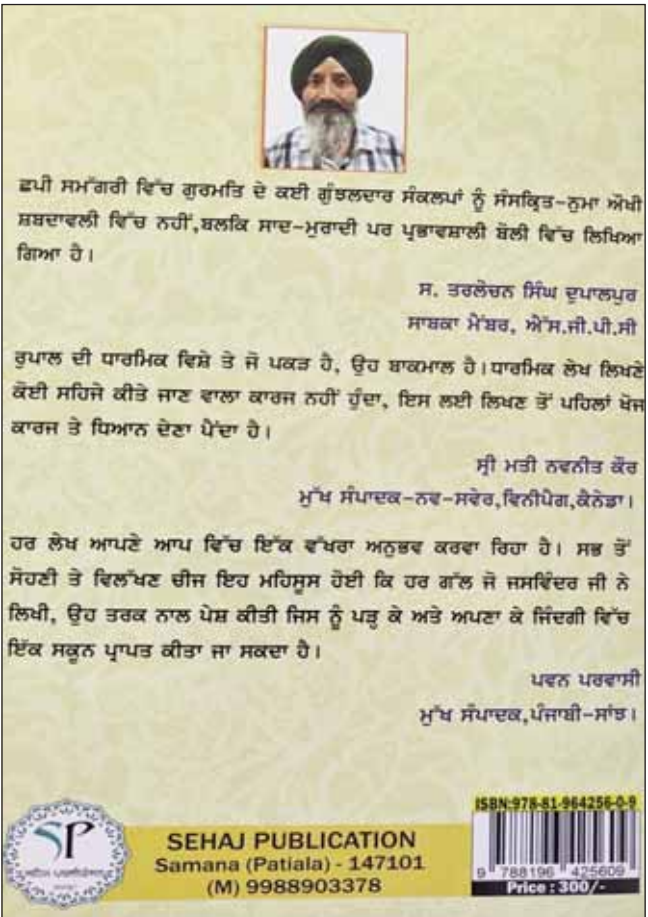 ਛਪੀ ਸਮੱਗਰੀ ਵਿੱਚ ਗੁਰਮਤਿ ਦੇ ਕਈ ਗੁੰਝਲਦਾਰ ਸੰਕਲਪਾਂ ਨੂੰ ਸੰਸਕ੍ਰਿਤ-ਨੁਮਾ ਔਖੀ
ਸ਼ਬਦਾਵਲੀ ਵਿੱਚ ਨਹੀਂ,ਬਲਕਿ ਸਾਦ-ਮੁਰਾਦੀ ਪਰ ਪ੍ਰਭਾਵਸ਼ਾਲੀ ਬੋਲੀ ਵਿੱਚ ਲਿਖਿਆ
ਗਿਆ ਹੈ।
ਸ. ਤਰਲੋਚਨ ਸਿੰਘ ਦੁਪਾਲਪੁਰ
ਸਾਬਕਾ ਮੈਂਬਰ, ਐੱਸ.ਜੀ.ਪੀ.ਸੀ
ਰੁਪਾਲ ਦੀ ਧਾਰਮਿਕ ਵਿਸ਼ੇ ਤੇ ਜੋ ਪਕੜ ਹੈ, ਉਹ ਬਾਕਮਾਲ ਹੈ।ਧਾਰਮਿਕ ਲੇਖ ਲਿਖਣੇ
ਕੋਈ ਸਹਿਜੇ ਕੀਤੇ ਜਾਣ ਵਾਲਾ ਕਾਰਜ ਨਹੀਂ ਹੁੰਦਾ, ਇਸ ਲਈ ਲਿਖਣ ਤੋਂ ਪਹਿਲਾਂ ਖੋਜ
ਕਾਰਜ ਤੇ ਧਿਆਨ ਦੇਣਾ ਪੈਂਦਾ ਹੈ।
ਸ੍ਰੀ ਮਤੀ ਨਵਨੀਤ ਕੌਰ
ਮੁੱਖ ਸੰਪਾਦਕ-ਨਵ-ਸਵੇਰ,ਵਿਨੀਪੈਗ,ਕੈਨੇਡਾ।
ਹਰ ਲੇਖ ਆਪਣੇ ਆਪ ਵਿੱਚ ਇੱਕ ਵੱਖਰਾ ਅਨੁਭਵ ਕਰਵਾ ਰਿਹਾ ਹੈ। ਸਭ ਤੋਂ
ਸੋਹਣੀ ਤੇ ਵਿਲੱਖਣ ਚੀਜ ਇਹ ਮਹਿਸੂਸ ਹੋਈ ਕਿ ਹਰ ਗੱਲ ਜੋ ਜਸਵਿੰਦਰ ਜੀ ਨੇ
ਲਿਖੀ, ਉਹ ਤਰਕ ਨਾਲ ਪੇਸ਼ ਕੀਤੀ ਜਿਸ ਨੂੰ ਪੜ੍ਹ ਕੇ ਅਤੇ ਅਪਣਾ ਕੇ ਜਿੰਦਗੀ ਵਿੱਚ
ਇੱਕ ਸਕੂਨ ਪ੍ਰਾਪਤ ਕੀਤਾ ਜਾ ਸਕਦਾ ਹੈ।
ਪਵਨ ਪਰਵਾਸੀ
ਮੁੱਖ ਸੰਪਾਦਕ,ਪੰਜਾਬੀ-ਸਾਂਝ।
ISBN:978-81-964256-0-9
SP
SEHAJ PUBLICATION
Samana (Patiala) - 147101
(M) 9988903378
9 788196 425609
Price : 300/-